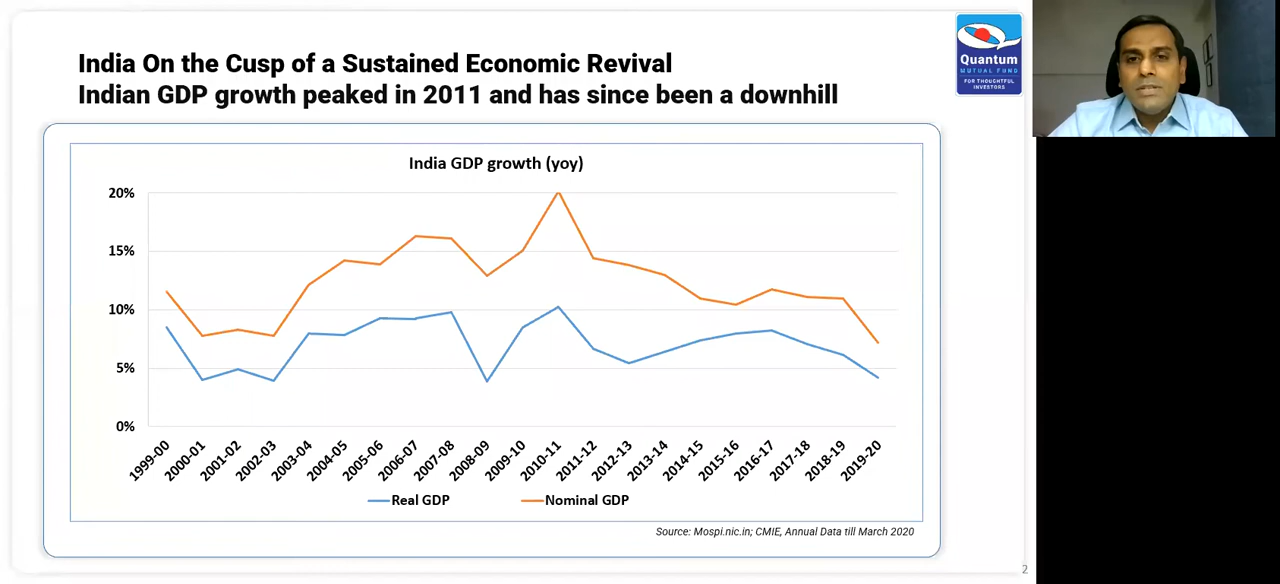 India On the Cusp of a Sustained Economic Revival
Indian GDP growth peaked in 2011 and has since been a downhill
Quantum
MUTUAL FUND
FOR THOUGHTFUL
INVESTORS
India GDP growth (yoy)
20%
15%
10%
5%
0%
1999-00
2000-01
2001-02
2002-03
2003-04
2004-05
2005-06
2006-07
2007-08
2008-09
2009-10
2010-11
2011-12
2012-13
2013-14
2014-15
2015-16
2016-17
2017-18
2018-19
2019-20
Real GDP
Nominal GDP
Source: Mospi.nic.in; CMIE, Annual Data till March 2020
2